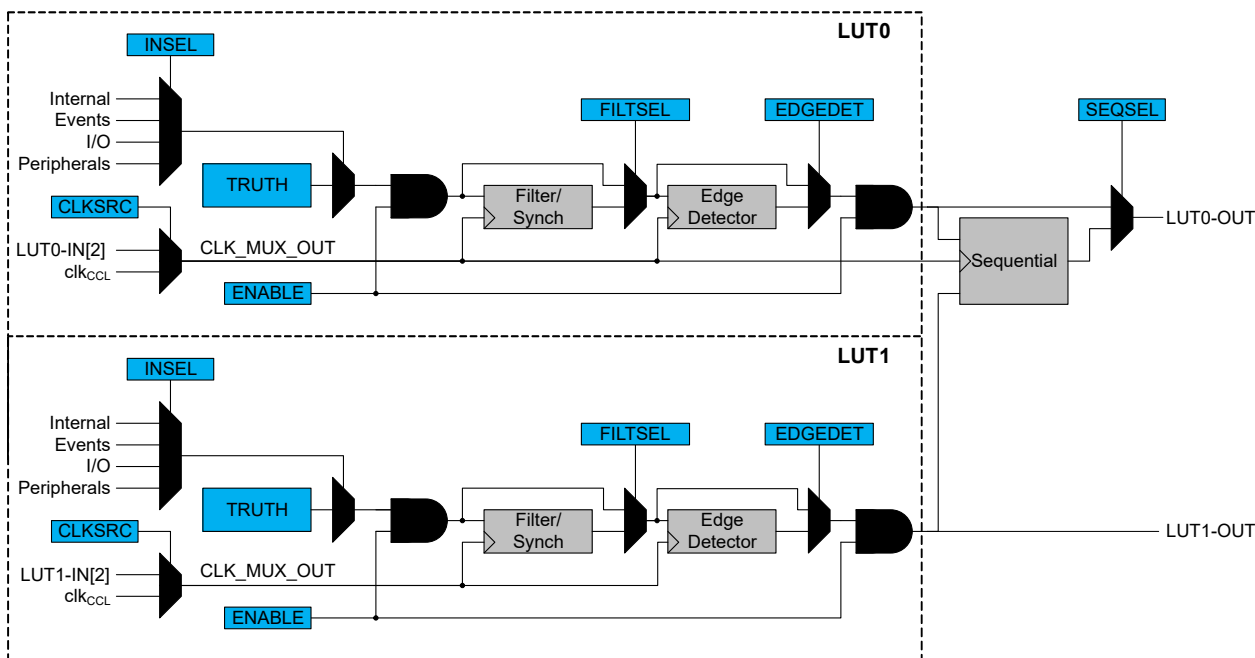 LUT0
INSEL
Internal
Events
I/O
Peripherals
FILTSEL
EDGEDET
SEQSEL
TRUTH
Filter/
Synch
Edge
Detector
CLKSRC
LUT0-IN[2]
clkCCL
CLK_MUX_OUT
ENABLE
Sequential
LUT0-OUT
LUT1
INSEL
Internal
Events
I/O
Peripherals
FILTSEL
EDGEDET
TRUTH
Filter/
Synch
Edge
Detector
CLKSRC
LUT1-IN[2]
clkCCL
CLK_MUX_OUT
ENABLE
LUT1-OUT